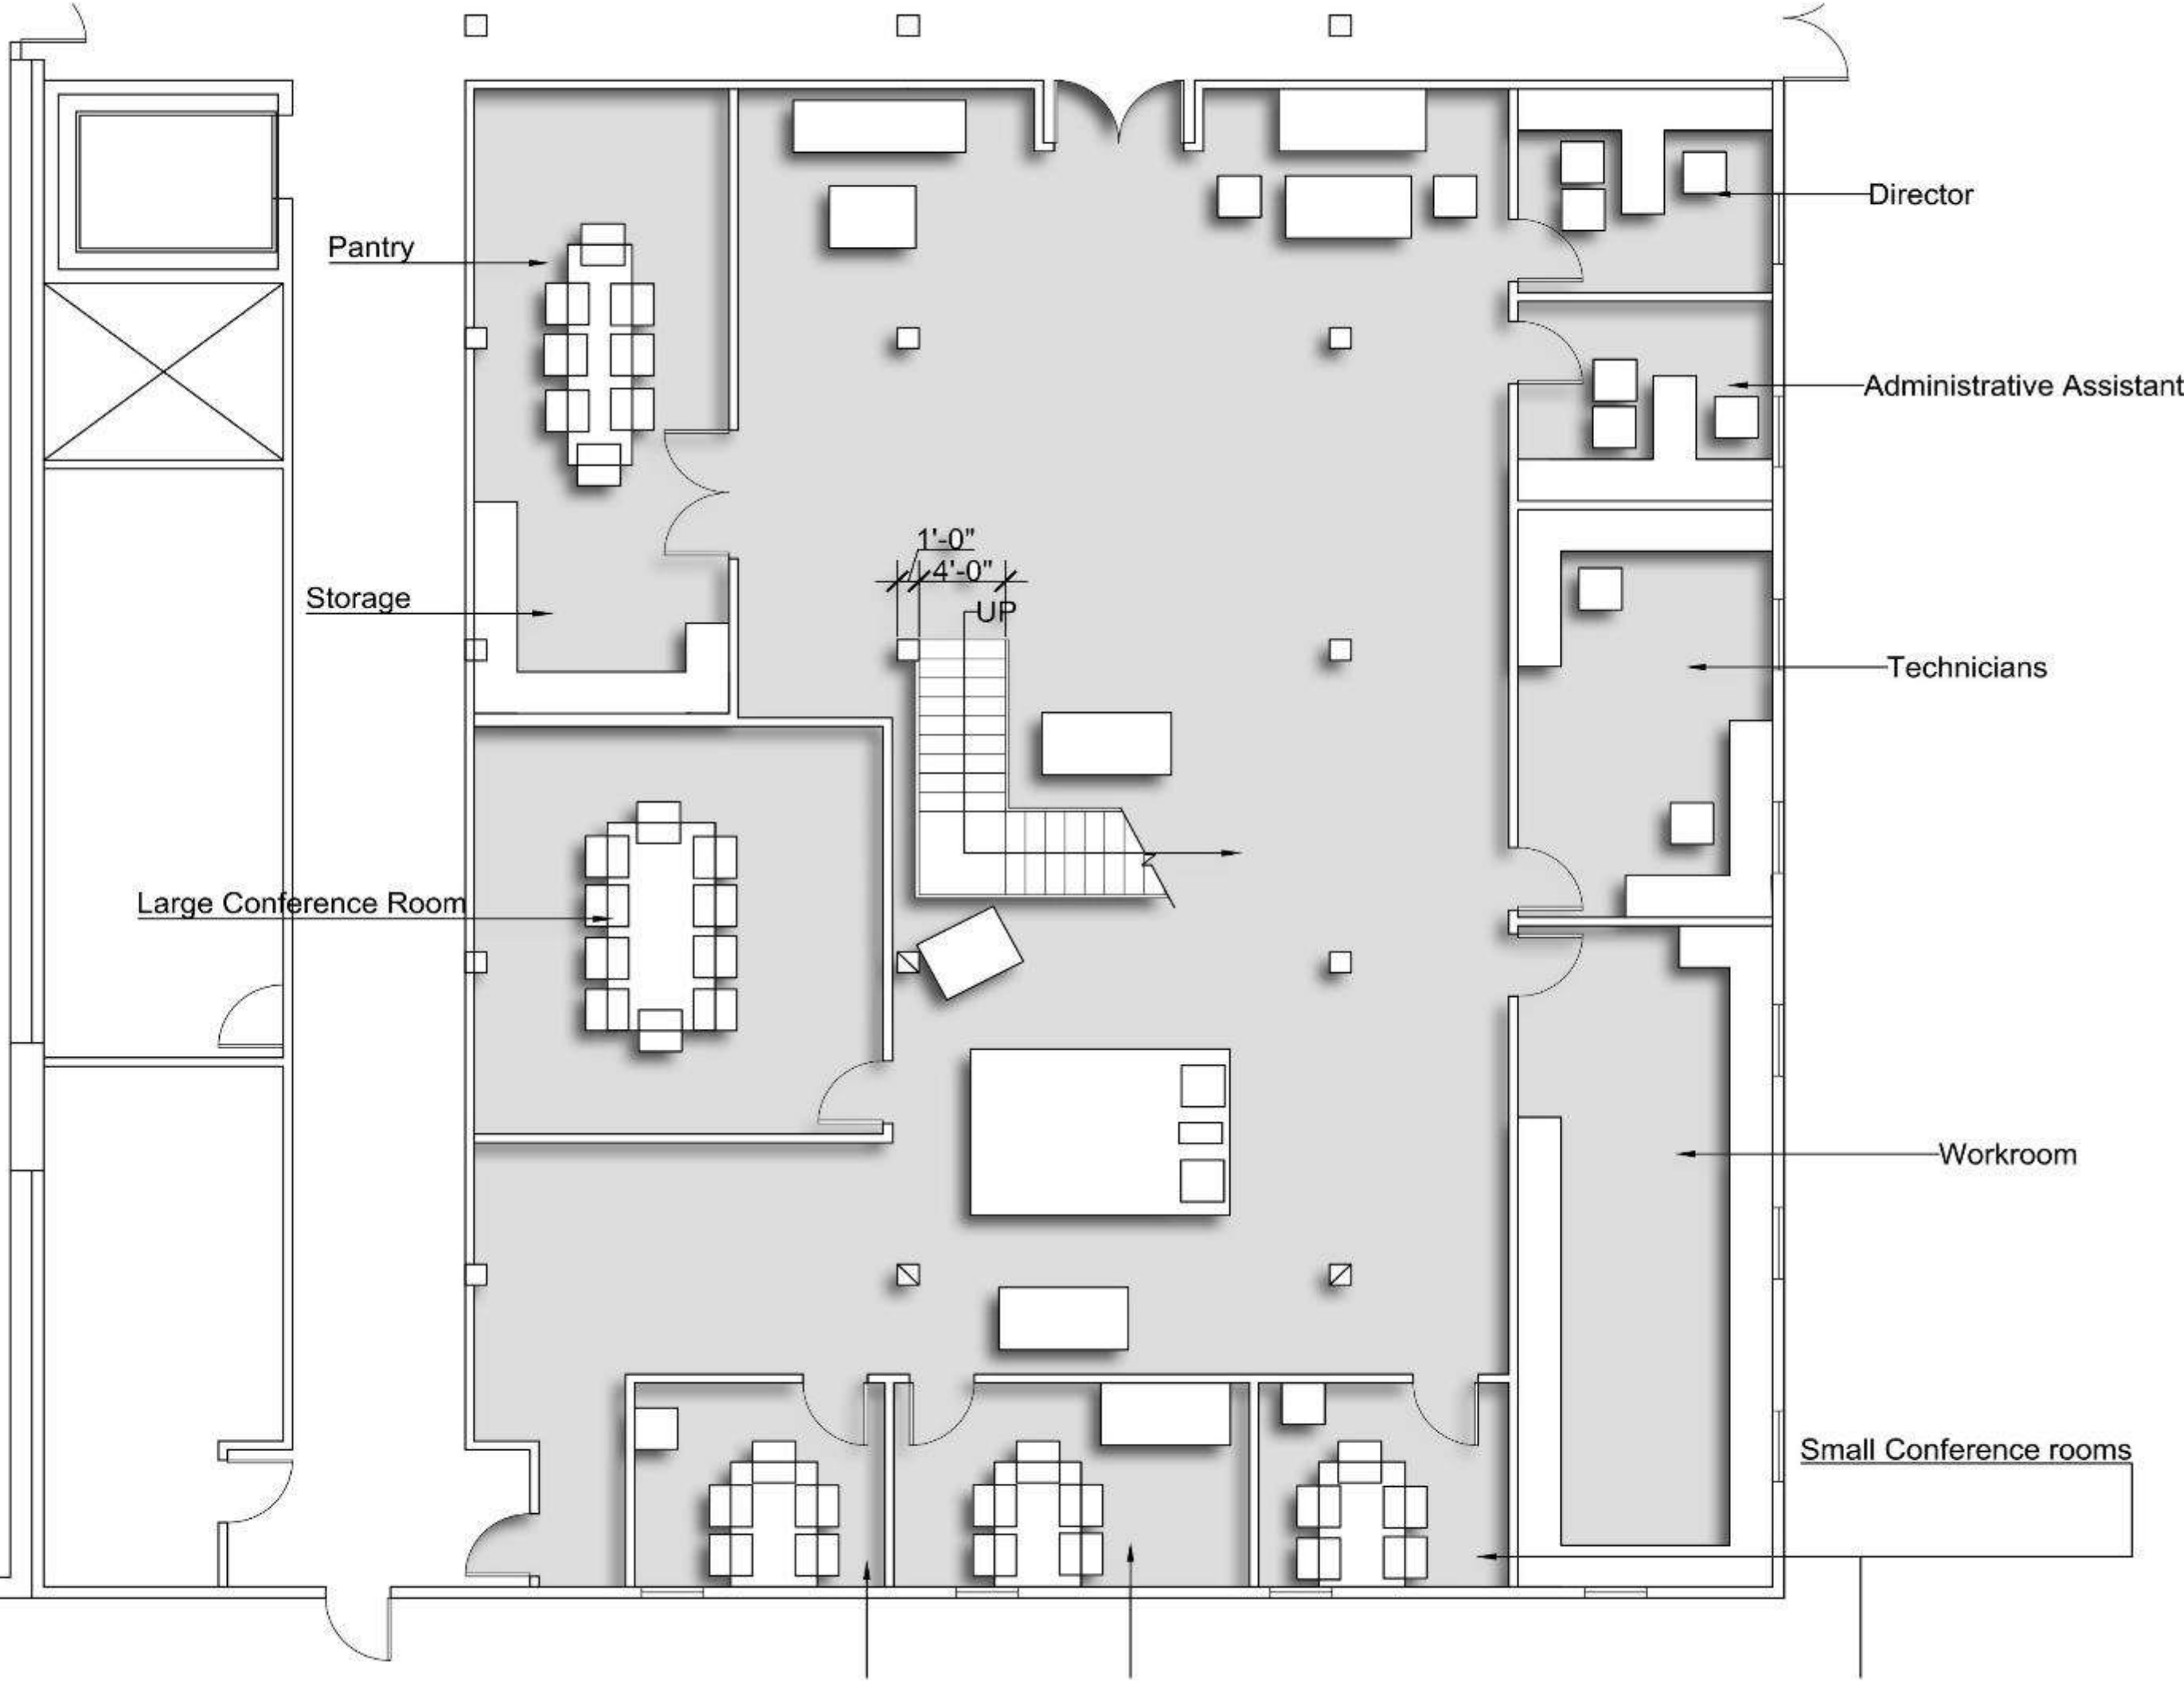 Director
Pantry
Administrative Assistant
1'-0"
4'-0"
UP
Storage
Technicians
Large Conference Room
Workroom
Small Conference rooms